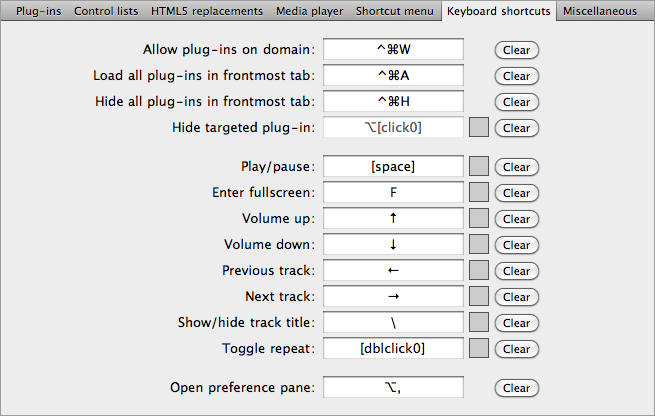 Plug-ins Control lists HTML5 replacements Media player Shortcut menu Keyboard shortcuts Miscellaneous
Allow plug-ins on domain: ^⌘W Clear
Load all plug-ins in frontmost tab: ^⌘A Clear
Hide all plug-ins in frontmost tab: ^⌘H Clear
Hide targeted plug-in: ⌥[click0] Clear
Play/pause: [space] Clear
Enter fullscreen: F Clear
Volume up: ↑ Clear
Volume down: ↓ Clear
Previous track: ← Clear
Next track: → Clear
Show/hide track title: \ Clear
Toggle repeat: [dblclick0] Clear
Open preference pane: ⌥, Clear